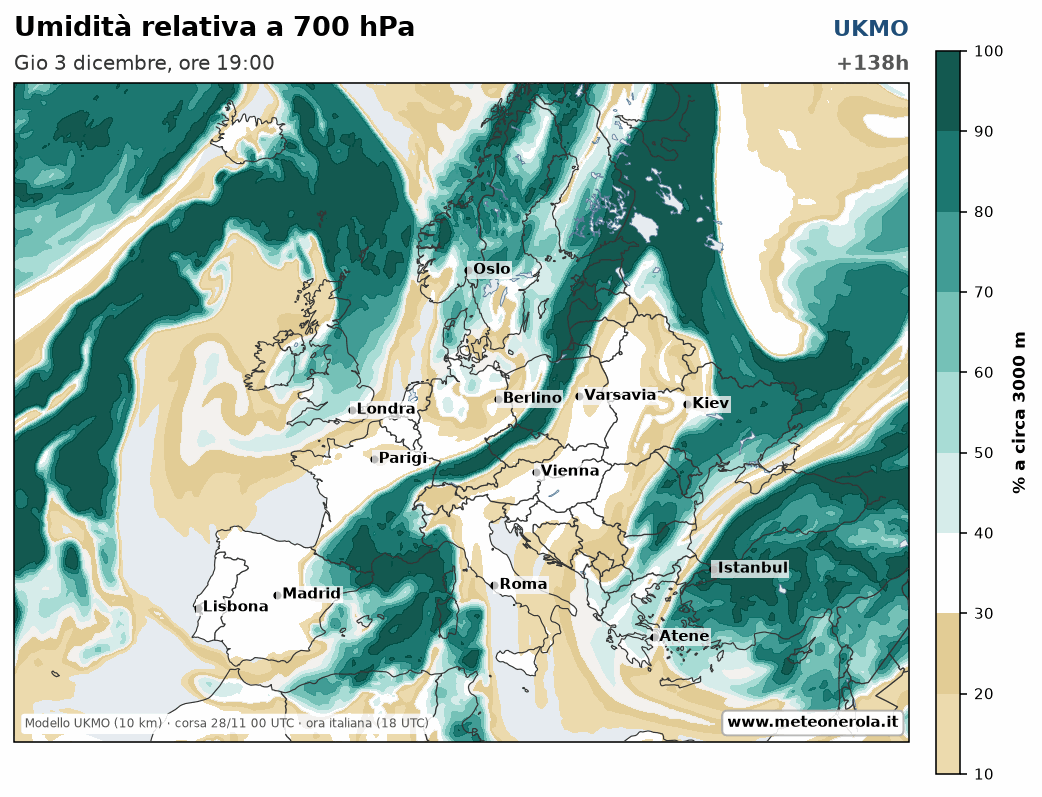 Umidità relativa a 700 hPa
UKMO
Gio 3 dicembre, ore 19:00
+138h
100
90
80
70
60
50
40
30
20
10
% a circa 3000 m
Oslo
Berlino
Varsavia
Kiev
Londra
Parigi
Vienna
Istanbul
Roma
Madrid
Lisbona
Atene
Modello UKMO (10 km) · corsa 28/11 00 UTC · ora italiana (18 UTC)
www.meteonerola.it